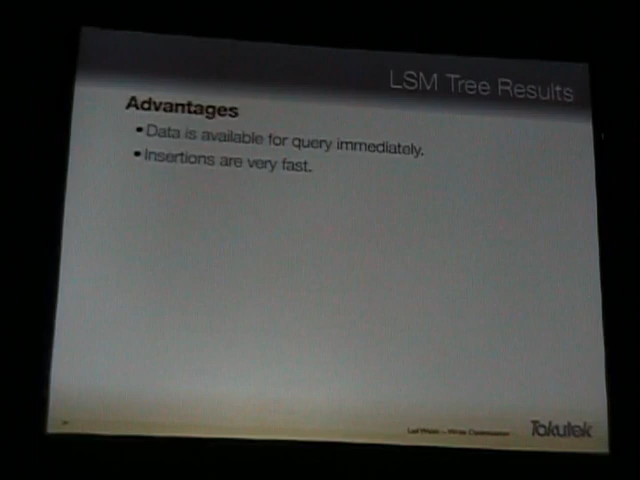 LSM Tree Results
Advantages
• Data is available for query immediately.
• Insertions are very fast.
Tokutek